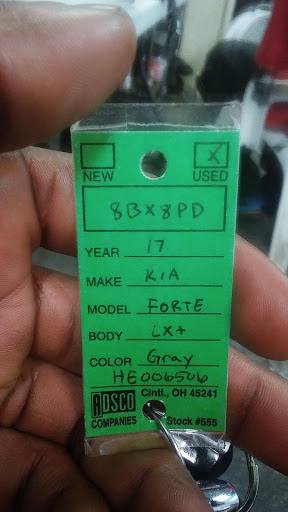 X
NEW USED
8BX8PD
YEAR 17
MAKE KIA
MODEL FORTE
BODY LX+
COLOR Gray
HE006506
ADSCO Cinti., OH 45241
COMPANIES Stock #555